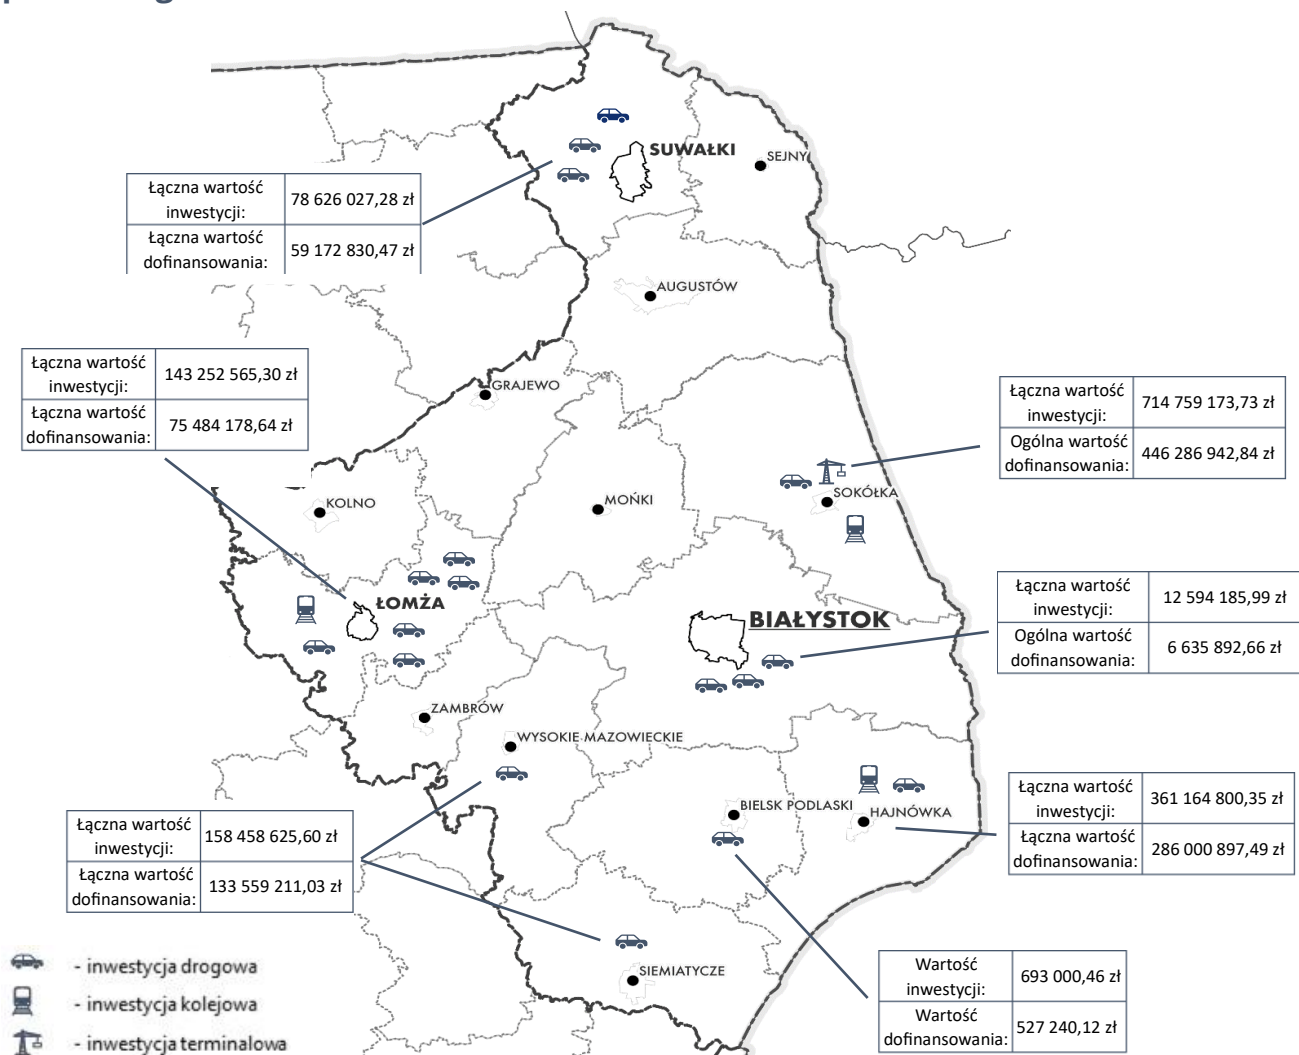 SUWAŁKI
SEJNY
Łączna wartość
inwestycji:
78 626 027,28 zł
Łączna wartość
dofinansowania:
59 172 830,47 zł
AUGUSTÓW
Łączna wartość
inwestycji:
143 252 565,30 zł
Łączna wartość
dofinansowania:
75 484 178,64 zł
GRAJEWO
Łączna wartość
inwestycji:
714 759 173,73 zł
Ogólna wartość
dofinansowania:
446 286 942,84 zł
KOLNO
MOŃKI
SOKÓŁKA
ŁOMŻA
BIAŁYSTOK
Łączna wartość
inwestycji:
12 594 185,99 zł
Ogólna wartość
dofinansowania:
6 635 892,66 zł
ZAMBRÓW
WYSOKIE MAZOWIECKIE
BIELSK PODLASKI
HAJNÓWKA
Łączna wartość
inwestycji:
361 164 800,35 zł
Łączna wartość
dofinansowania:
286 000 897,49 zł
Łączna wartość
inwestycji:
158 458 625,60 zł
Łączna wartość
dofinansowania:
133 559 211,03 zł
SIEMIATYCZE
Wartość
inwestycji:
693 000,46 zł
Wartość
dofinansowania:
527 240,12 zł
- inwestycja drogowa
- inwestycja kolejowa
- inwestycja terminalowa